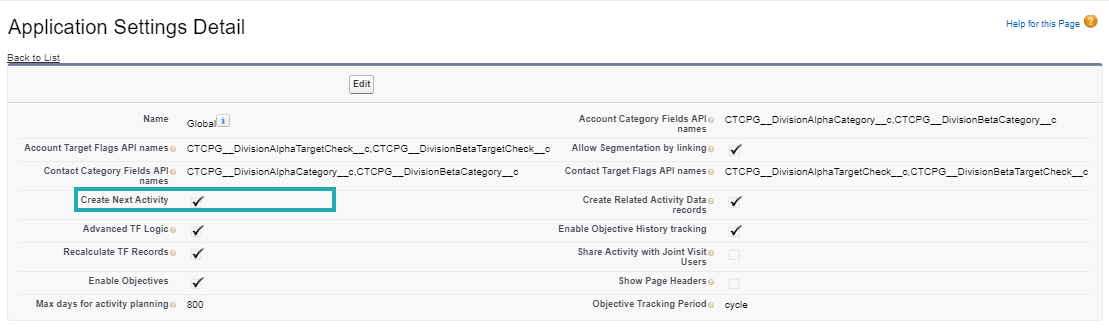 Application Settings Detail
Help for this Page
Back to List
Edit
Name
Global
Account Category Fields API
names
CTCPG__DivisionAlphaCategory__c,CTCPG__DivisionBetaCategory__c
Account Target Flags API names
CTCPG__DivisionAlphaTargetCheck__c,CTCPG__DivisionBetaTargetCheck__c
Allow Segmentation by linking
Contact Category Fields API
names
CTCPG__DivisionAlphaCategory__c,CTCPG__DivisionBetaCategory__c
Contact Target Flags API names
CTCPG__DivisionAlphaTargetCheck__c,CTCPG__DivisionBetaTargetCheck__c
Create Next Activity
Create Related Activity Data
records
Advanced TF Logic
Enable Objective History tracking
Recalculate TF Records
Share Activity with Joint Visit
Users
Enable Objectives
Show Page Headers
Max days for activity planning
800
Objective Tracking Period
cycle